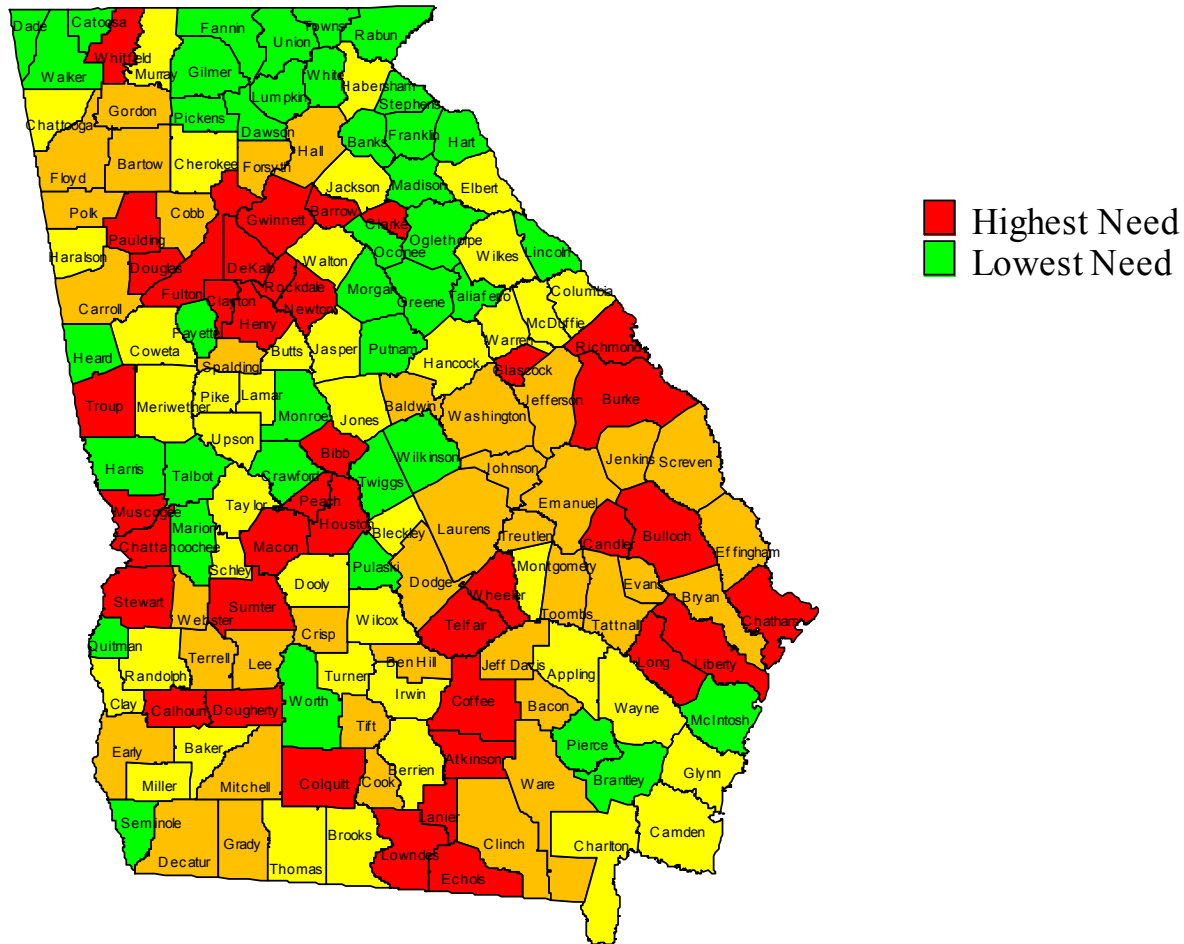 Dade
Catoosa
Fannin
Towns
Union
Rabun
Whitfield
Murray
Walker
Gilmer
White
Habersham
Lumpkin
Stephens
Chattooga
Gordon
Pickens
Dawson
Banks
Franklin
Hart
Hall
Floyd
Bartow
Cherokee
Forsyth
Jackson
Madison
Elbert
Polk
Cobb
Gwinnett
Barrow
Clarke
Paulding
Oglethorpe
Oconee
Haralson
Douglas
DeKalb
Walton
Wilkes
Lincoln
Carroll
Fulton
Clayton
Rockdale
Newton
Morgan
Greene
Taliaferro
Columbia
McDuffie
Henry
Fayette
Heard
Coweta
Butts
Jasper
Putnam
Hancock
Warren
Richmond
Spalding
Glascock
Troup
Meriwether
Pike
Lamar
Monroe
Jones
Baldwin
Washington
Jefferson
Burke
Upson
Bibb
Wilkinson
Harris
Talbot
Crawford
Twiggs
Johnson
Jenkins
Screven
Muscogee
Taylor
Peach
Houston
Emanuel
Marion
Chattahoochee
Macon
Bleckley
Laurens
Treutlen
Candler
Bulloch
Effingham
Schley
Dooly
Pulaski
Dodge
Montgomery
Evans
Bryan
Stewart
Webster
Sumter
Wheeler
Toombs
Tattnall
Chatham
Crisp
Wilcox
Telfair
Quitman
Randolph
Terrell
Lee
Ben Hill
Jeff Davis
Appling
Long
Liberty
Clay
Calhoun
Dougherty
Worth
Turner
Irwin
Coffee
Bacon
Wayne
McIntosh
Tift
Pierce
Early
Baker
Mitchell
Colquitt
Cook
Berrien
Atkinson
Ware
Brantley
Glynn
Miller
Seminole
Decatur
Grady
Thomas
Brooks
Lanier
Lowndes
Echols
Clinch
Charlton
Camden
Highest Need
Lowest Need